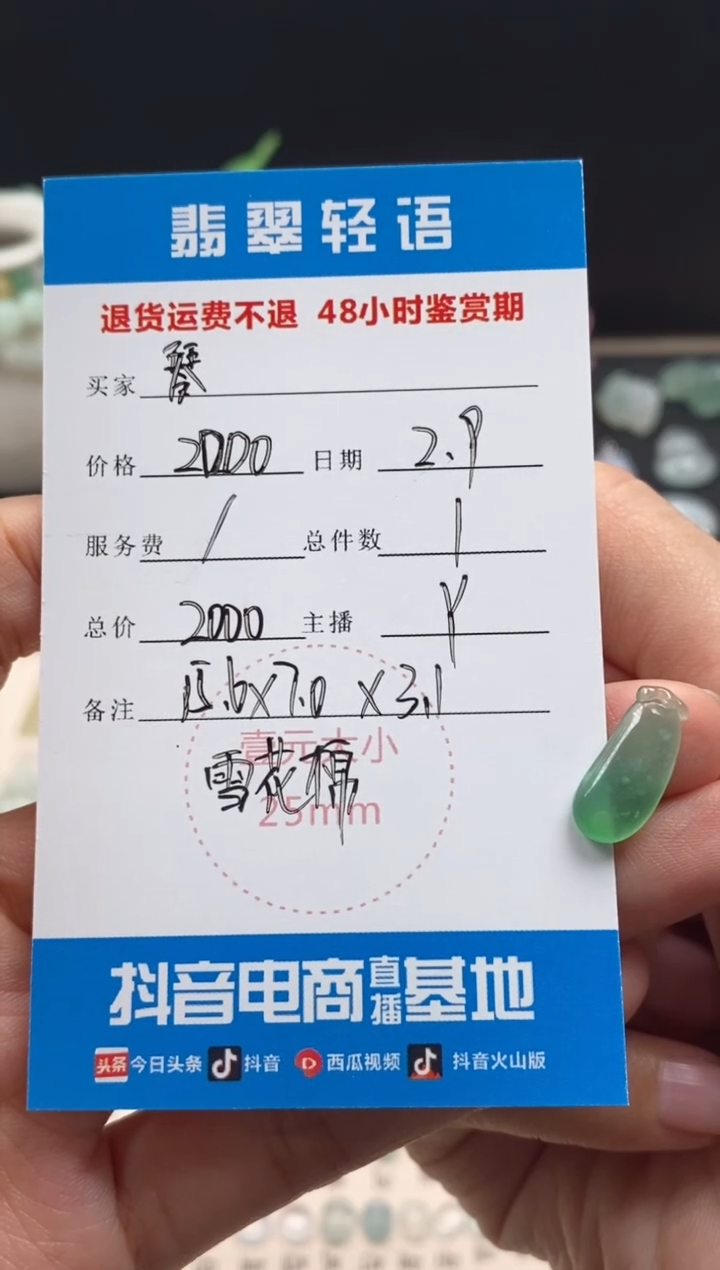 翡翠轻语
退货运费不退 48小时鉴赏期
买家 琴
价格 2000 日期 2.9
服务费 / 总件数 1
总价 2000 主播 Y
备注 15.6×7.0×3.1
壹元大小
雪花棉
25mm
抖音电商直播基地
头条 今日头条 抖音 西瓜视频 抖音火山版